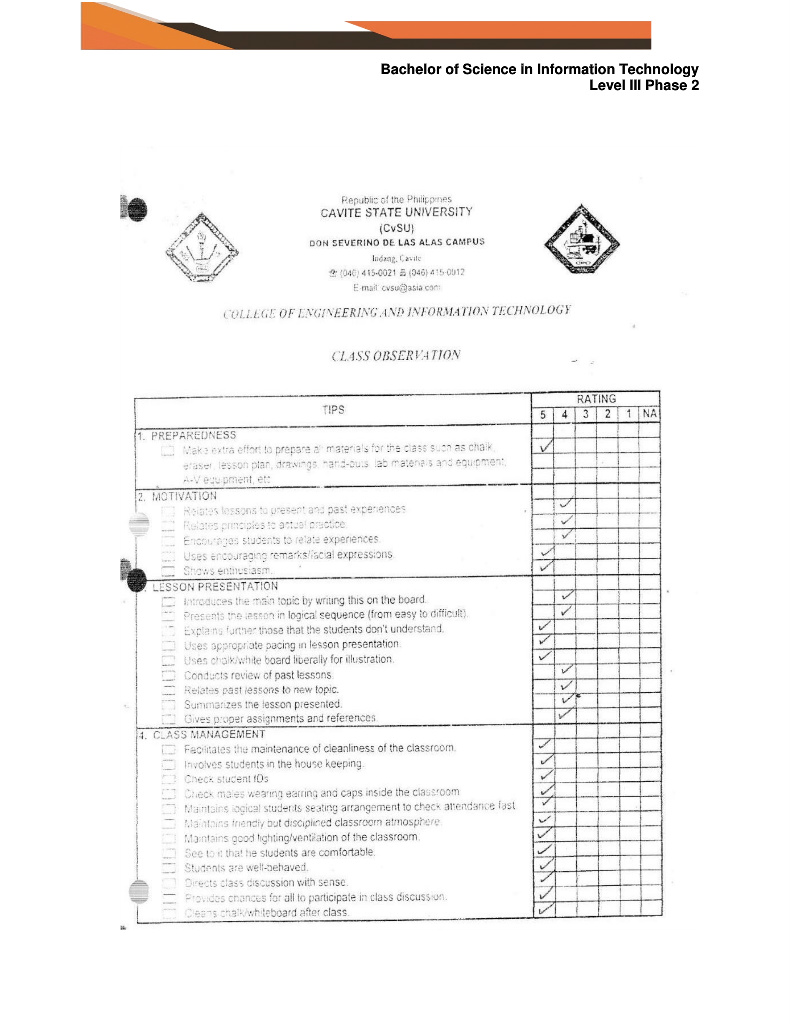 Bachelor of Science in Information Technology
Level III Phase 2
Republic of the Philippines
CAVITE STATE UNIVERSITY
(CvSU)
DON SEVERINO DE LAS ALAS CAMPUS
Indang, Cavite
☏ (046) 415-0021 (046) 415-0012
E-mail: cvsu@asia.com
COLLEGE OF ENGINEERING AND INFORMATION TECHNOLOGY
CLASS OBSERVATION
TIPS
RATING
5 4 3 2 1 NA
1. PREPAREDNESS
Make extra effort to prepare all materials for the class such as chalk,
eraser, lesson plan, drawings, hand-outs, lab materials and equipment,
A-V equipment, etc
2. MOTIVATION
Relates lessons to present and past experiences
Relates principles to actual practice.
Encourages students to relate experiences.
Uses encouraging remarks/facial expressions.
Shows enthusiasm.
LESSON PRESENTATION
Introduces the main topic by writing this on the board.
Presents the lesson in logical sequence (from easy to difficult).
Explains further those that the students don't understand.
Uses appropriate pacing in lesson presentation.
Uses chalk/white board liberally for illustration.
Conducts review of past lessons.
Relates past lessons to new topic.
Summarizes the lesson presented.
Gives proper assignments and references
4. CLASS MANAGEMENT
Facilitates the maintenance of cleanliness of the classroom.
Involves students in the house keeping.
Check student IDs
Check males wearing earring and caps inside the classroom
Maintains logical students seating arrangement to check attendance fast
Maintains friendly but disciplined classroom atmosphere.
Maintains good lighting/ventilation of the classroom.
See to it that he students are comfortable.
Students are well-behaved.
Directs class discussion with sense.
Provides chances for all to participate in class discussion.
Cleans chalk/whiteboard after class.